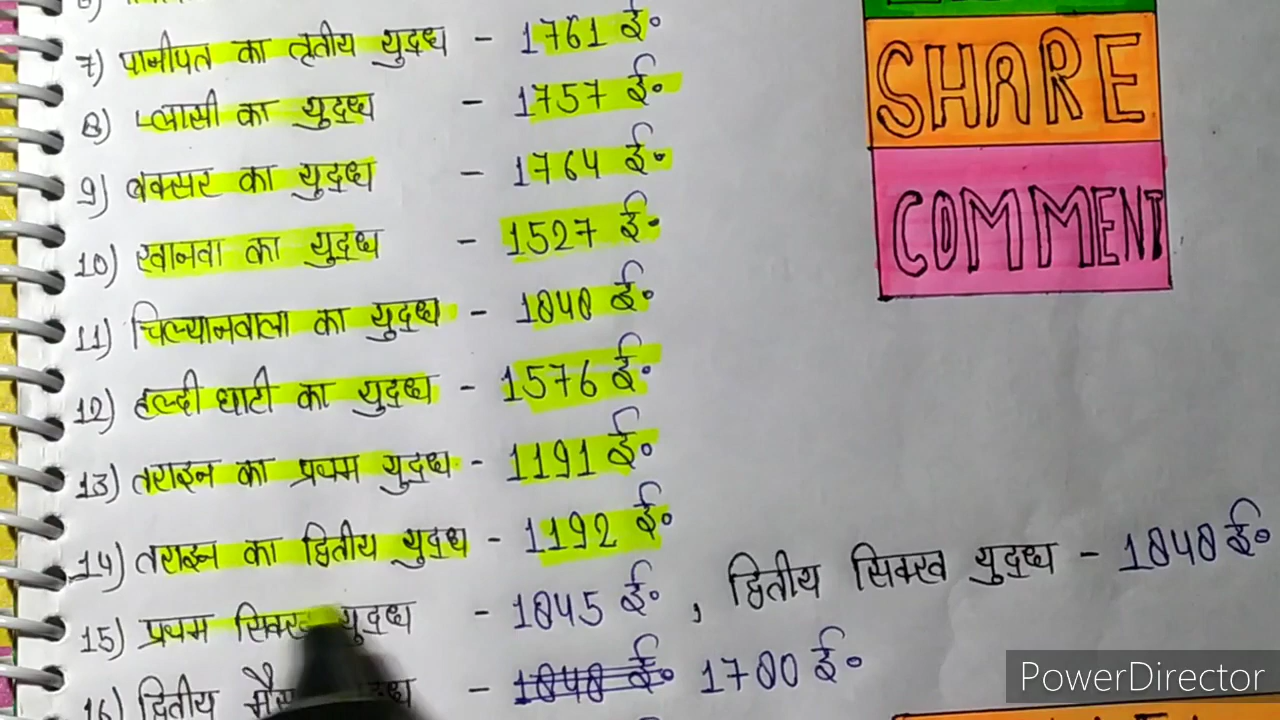 7) पानीपत का तृतीय युद्ध - 1761 ई०
8) प्लासी का युद्ध - 1757 ई०
9) बक्सर का युद्ध - 1764 ई०
10) खानवा का युद्ध - 1527 ई०
11) चिल्यानवाला का युद्ध - 1848 ई०
12) हल्दी घाटी का युद्ध - 1576 ई०
13) तराइन का प्रथम युद्ध - 1191 ई०
14) तराइन का द्वितीय युद्ध - 1192 ई०
15) प्रथम सिक्ख युद्ध - 1845 ई० , द्वितीय सिक्ख युद्ध - 1848 ई०
16) द्वितीय - 1848 ई० 1780 ई०
SHARE
COMMENT
PowerDirector